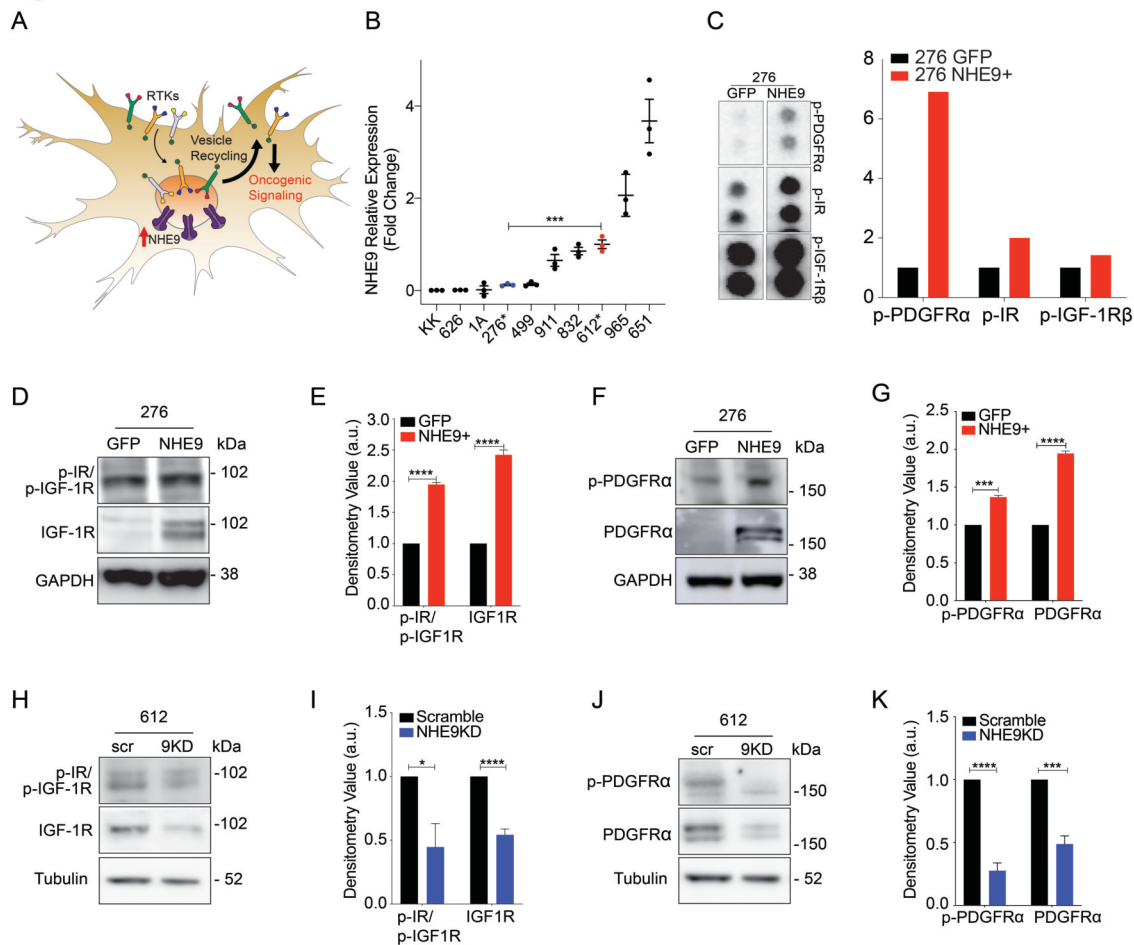 A
RTKs
Vesicle
Recycling
Oncogenic
Signaling
NHE9
B
NHE9 Relative Expression
(Fold Change)
4
2
0
***
KK
626
1A
276*
499
911
832
612*
965
651
C
276
GFP NHE9
p-PDGFRα
p-IR
p-IGF-1Rβ
8
6
4
2
0
276 GFP
276 NHE9+
p-PDGFRα p-IR p-IGF-1Rβ
D
276
GFP NHE9 kDa
p-IR/
p-IGF-1R
- 102
IGF-1R
- 102
GAPDH
- 38
E
Densitometry Value (a.u.)
3.0
2.5
2.0
1.5
1.0
0.5
0.0
GFP
NHE9+
****
****
p-IR/
p-IGF1R
IGF1R
F
276
GFP NHE9 kDa
p-PDGFRα
- 150
PDGFRα
- 150
GAPDH
- 38
G
Densitometry Value (a.u.)
2.5
2.0
1.5
1.0
0.5
0.0
GFP
NHE9+
***
****
p-PDGFRα PDGFRα
H
612
scr 9KD kDa
p-IR/
p-IGF-1R
-102
IGF-1R
-102
Tubulin
- 52
I
Densitometry Value (a.u.)
1.5
1.0
0.5
0.0
Scramble
NHE9KD
*
****
p-IR/
p-IGF1R
IGF1R
J
612
scr 9KD kDa
p-PDGFRα
-150
PDGFRα
-150
Tubulin
- 52
K
Densitometry Value (a.u.)
1.5
1.0
0.5
0.0
Scramble
NHE9KD
****
***
p-PDGFRα PDGFRα